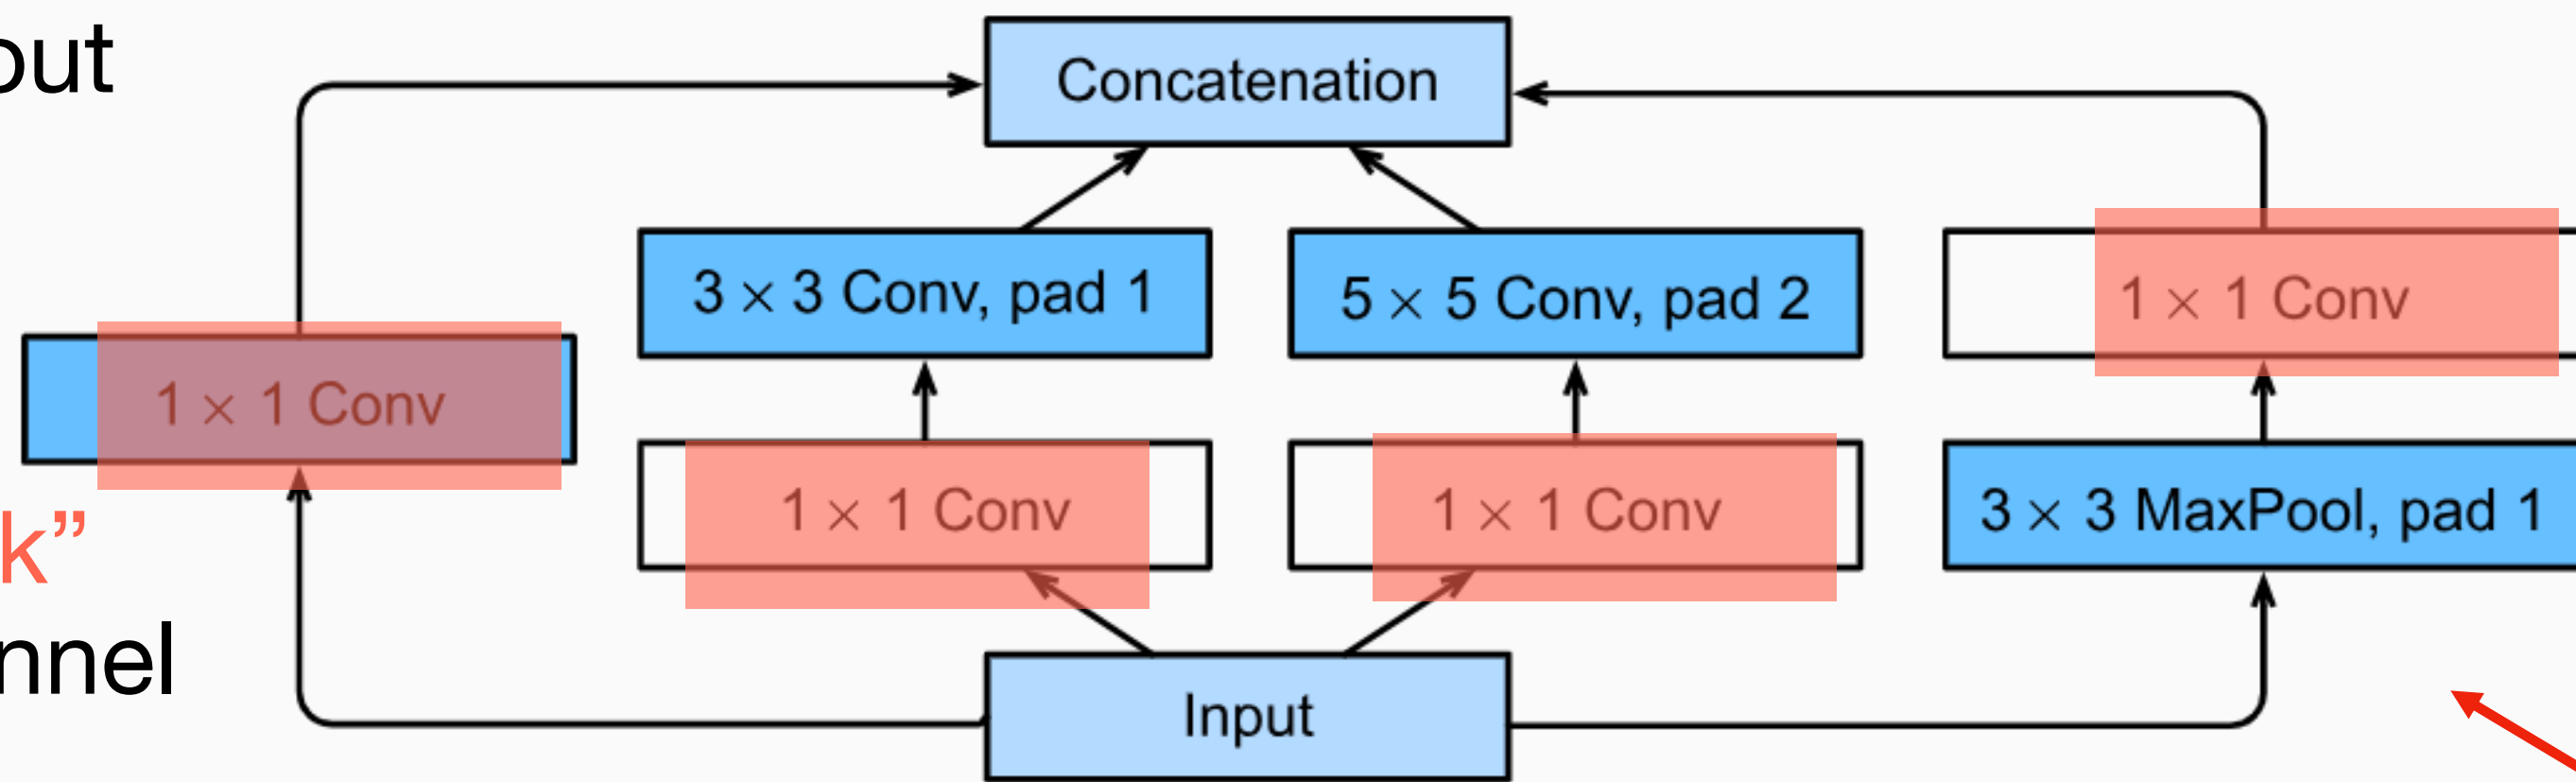 out
Concatenation
3 × 3 Conv, pad 1
5 × 5 Conv, pad 2
1 × 1 Conv
1 × 1 Conv
k”
1 × 1 Conv
1 × 1 Conv
3 × 3 MaxPool, pad 1
nnel
Input